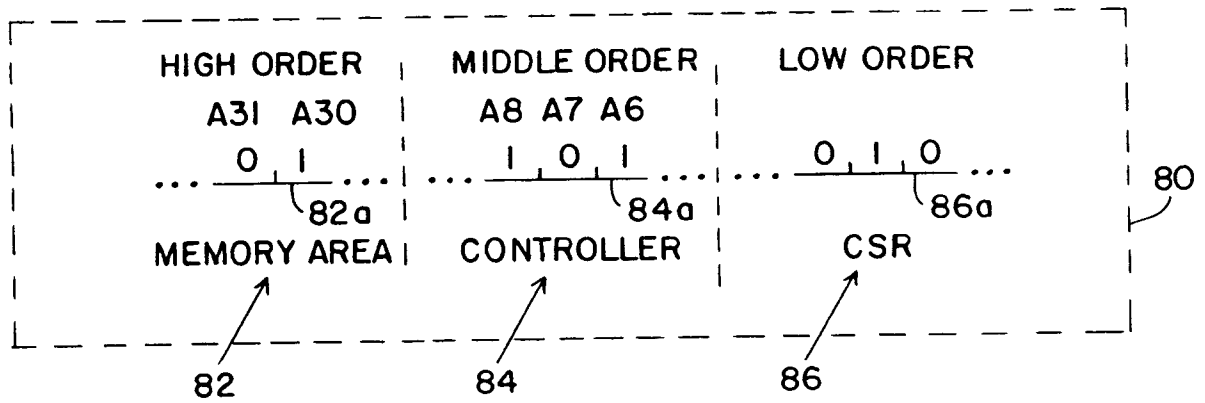 HIGH ORDER MIDDLE ORDER LOW ORDER
A31 A30 A8 A7 A6
0 1 1 0 1 0 1 0
... ... ... ... ... ...
82a 84a 86a 80
MEMORY AREA CONTROLLER CSR
82 84 86